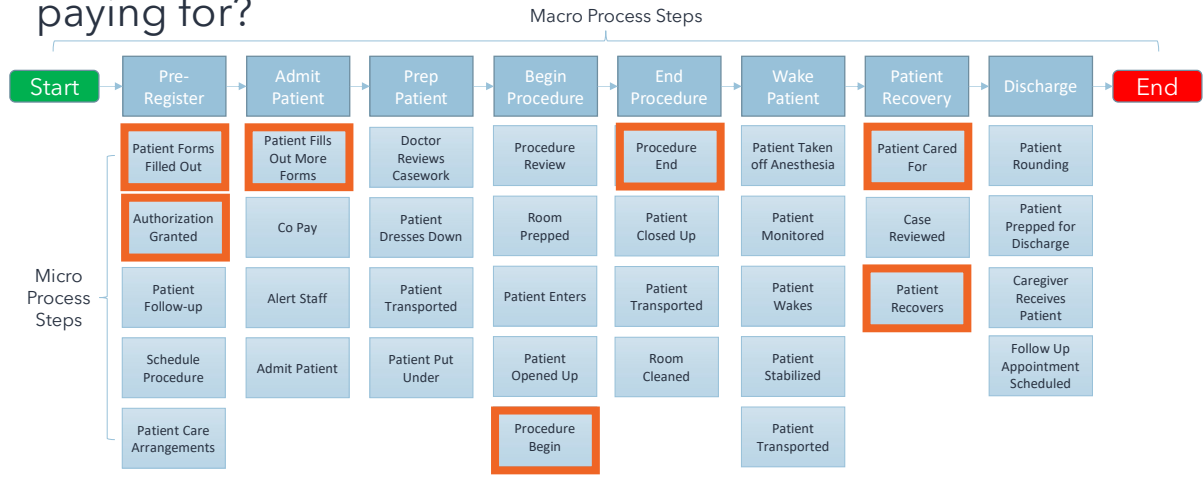 paying for?
Macro Process Steps
Start
Pre-
Register
Admit
Patient
Prep
Patient
Begin
Procedure
End
Procedure
Wake
Patient
Patient
Recovery
Discharge
End
Micro
Process
Steps
Patient Forms
Filled Out
Authorization
Granted
Patient
Follow-up
Schedule
Procedure
Patient Care
Arrangements
Patient Fills
Out More
Forms
Co Pay
Alert Staff
Admit Patient
Doctor
Reviews
Casework
Patient
Dresses Down
Patient
Transported
Patient Put
Under
Procedure
Review
Room
Prepped
Patient Enters
Patient
Opened Up
Procedure
Begin
Procedure
End
Patient
Closed Up
Patient
Transported
Room
Cleaned
Patient Taken
off Anesthesia
Patient
Monitored
Patient
Wakes
Patient
Stabilized
Patient
Transported
Patient Cared
For
Case
Reviewed
Patient
Recovers
Patient
Rounding
Patient
Prepped for
Discharge
Caregiver
Receives
Patient
Follow Up
Appointment
Scheduled